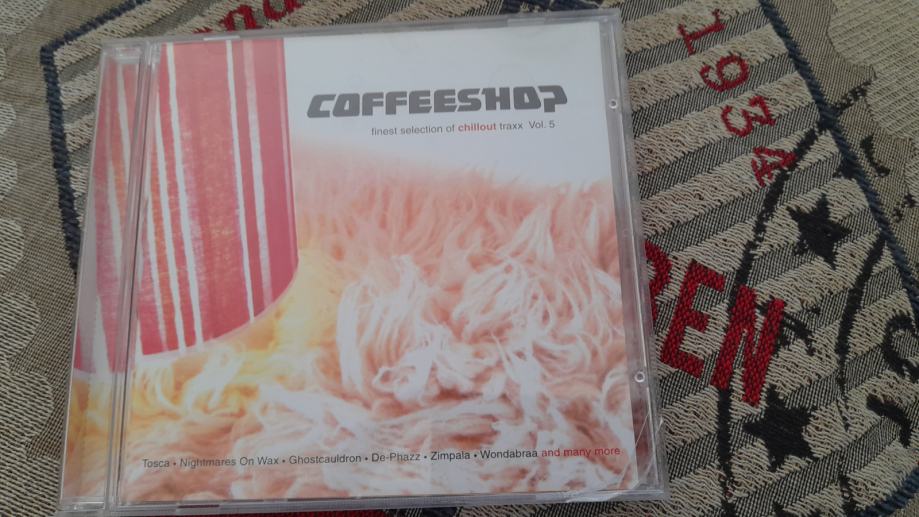 COFFEESHOP
finest selection of chillout traxx Vol. 5
Tosca • Nightmares On Wax • Ghostcauldron • De-Phazz • Zimpala • Wondabraa and many more
1934